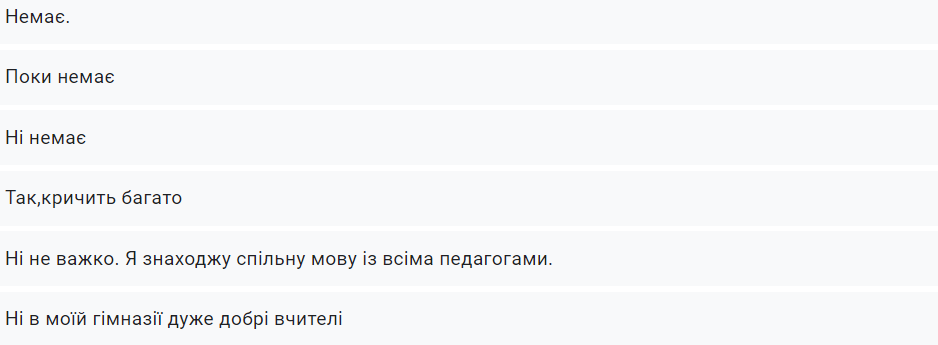 Немає.
Поки немає
Ні немає
Так,кричить багато
Ні не важко. Я знаходжу спільну мову із всіма педагогами.
Ні в моїй гімназії дуже добрі вчителі